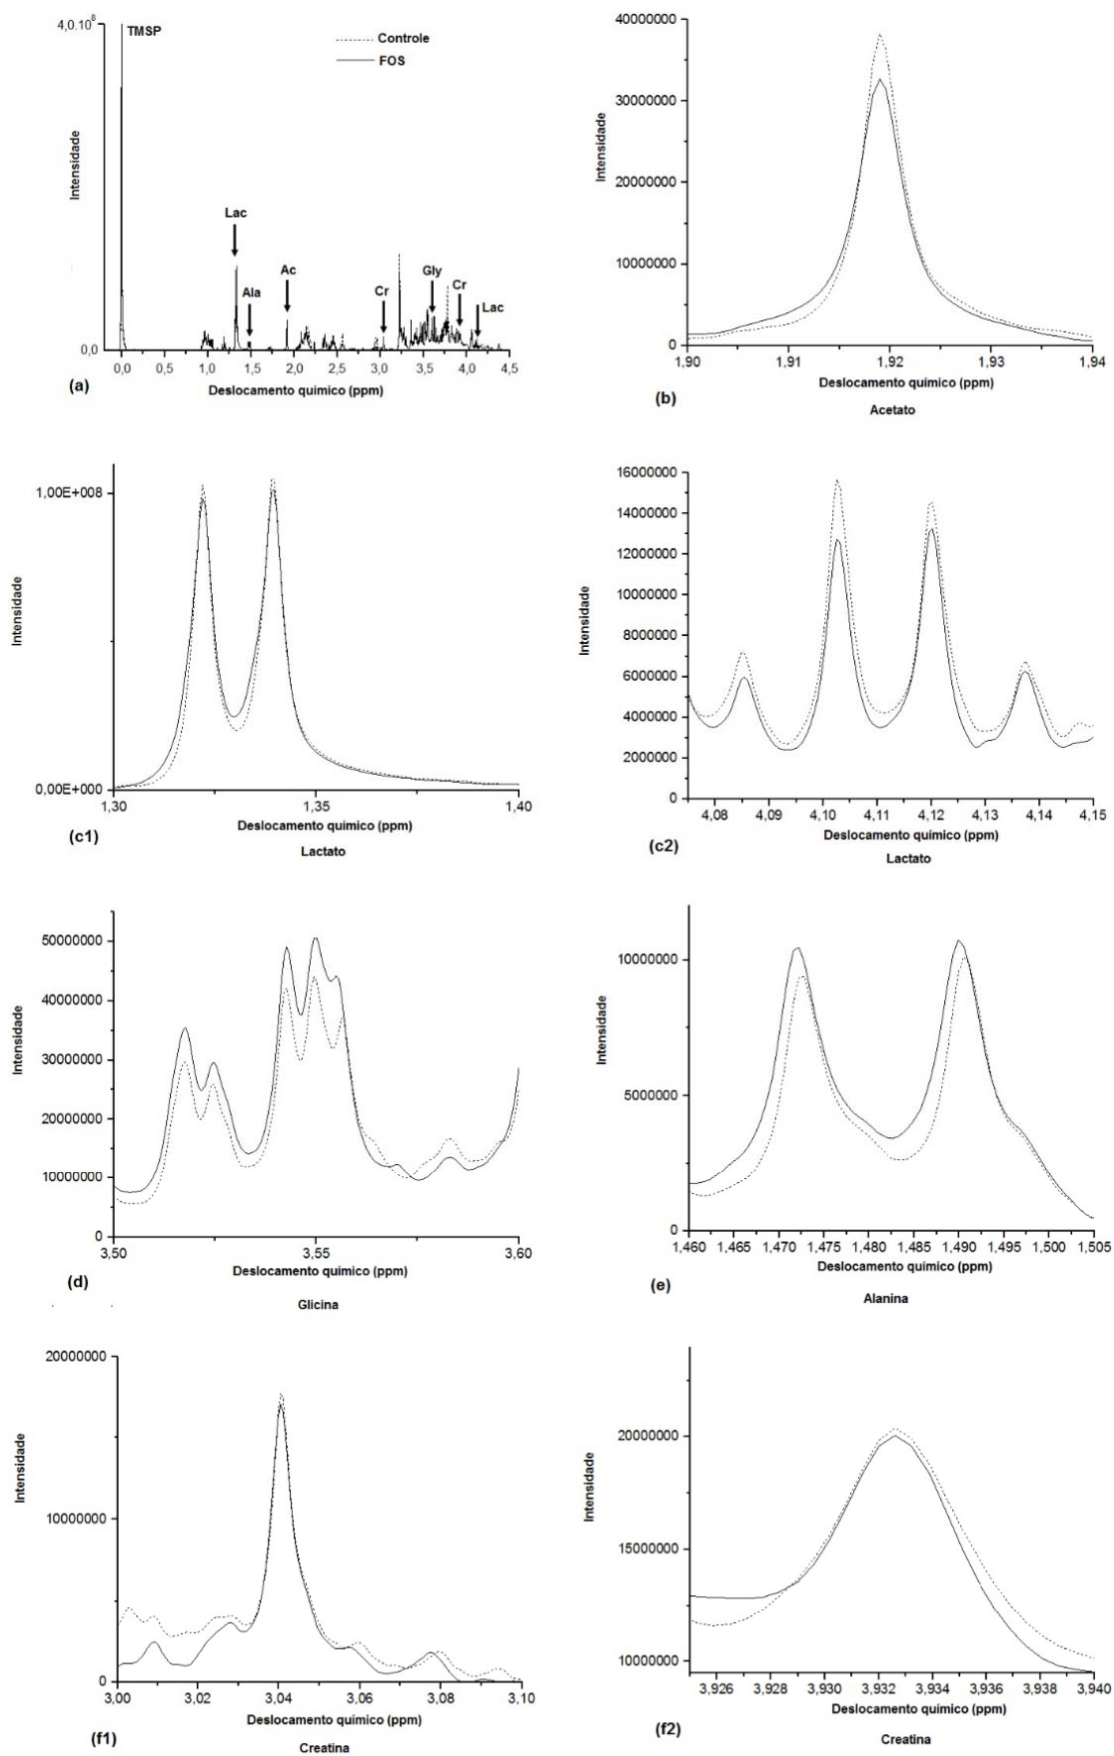 4,0.10⁸
TMSP
Controle
FOS
Intensidade
Lac
Ala
Ac
Cr
Gly
Cr
Lac
0,0
0,0 0,5 1,0 1,5 2,0 2,5 3,0 3,5 4,0 4,5
Deslocamento químico (ppm)
(a)
40000000
30000000
20000000
10000000
0
Intensidade
1,90 1,91 1,92 1,93 1,94
Deslocamento químico (ppm)
(b)
Acetato
1,00E+008
0,00E+000
Intensidade
1,30 1,35 1,40
Deslocamento químico (ppm)
(c1)
Lactato
16000000
14000000
12000000
10000000
8000000
6000000
4000000
2000000
0
Intensidade
4,08 4,09 4,10 4,11 4,12 4,13 4,14 4,15
Deslocamento químico (ppm)
(c2)
Lactato
50000000
40000000
30000000
20000000
10000000
0
Intensidade
3,50 3,55 3,60
Deslocamento químico (ppm)
(d)
Glicina
10000000
5000000
0
Intensidade
1,460 1,465 1,470 1,475 1,480 1,485 1,490 1,495 1,500 1,505
Deslocamento químico (ppm)
(e)
Alanina
20000000
10000000
0
Intensidade
3,00 3,02 3,04 3,06 3,08 3,10
Deslocamento químico (ppm)
(f1)
Creatina
20000000
15000000
10000000
Intensidade
3,926 3,928 3,930 3,932 3,934 3,936 3,938 3,940
Deslocamento químico (ppm)
(f2)
Creatina